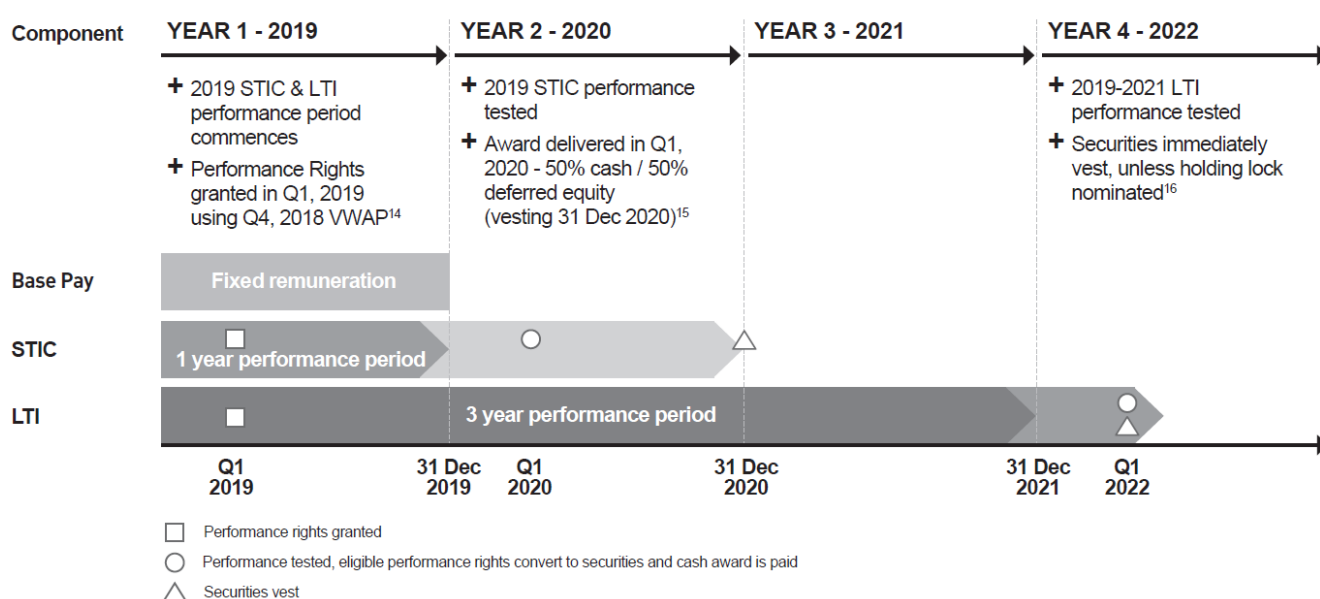 Component
YEAR 1 - 2019
YEAR 2 - 2020
YEAR 3 - 2021
YEAR 4 - 2022
+ 2019 STIC & LTI
performance period
commences
+ Performance Rights
granted in Q1, 2019
using Q4, 2018 VWAP¹⁴
+ 2019 STIC performance
tested
+ Award delivered in Q1,
2020 - 50% cash / 50%
deferred equity
(vesting 31 Dec 2020)¹⁵
+ 2019-2021 LTI
performance tested
+ Securities immediately
vest, unless holding lock
nominated¹⁶
Base Pay
Fixed remuneration
STIC
1 year performance period
LTI
3 year performance period
Q1
2019
31 Dec
2019
Q1
2020
31 Dec
2020
31 Dec
2021
Q1
2022
Performance rights granted
Performance tested, eligible performance rights convert to securities and cash award is paid
Securities vest